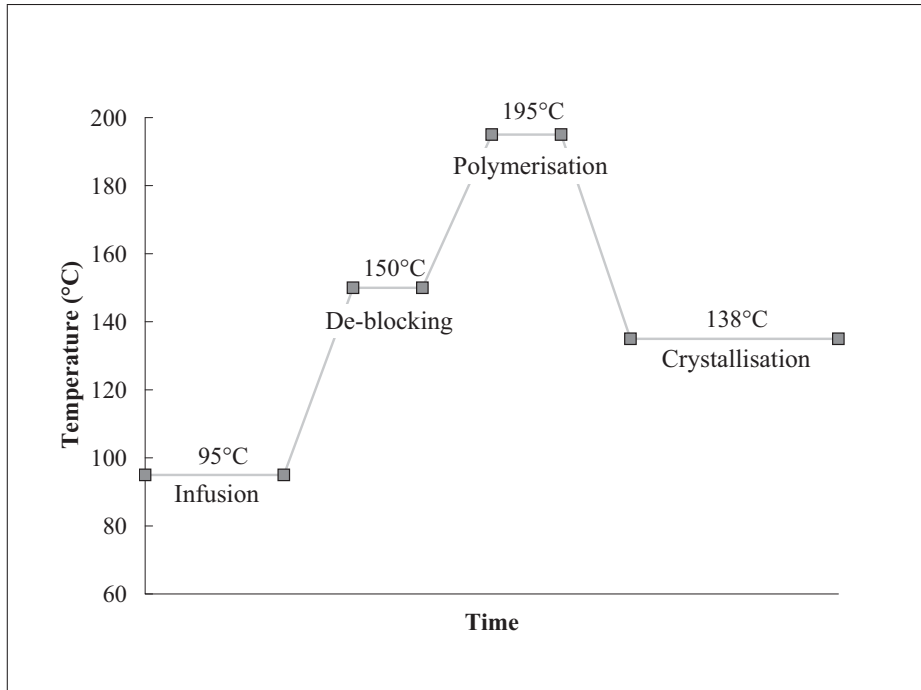 200
180
160
140
120
100
80
60
Temperature (°C)
Time
95°C
Infusion
150°C
De-blocking
195°C
Polymerisation
138°C
Crystallisation